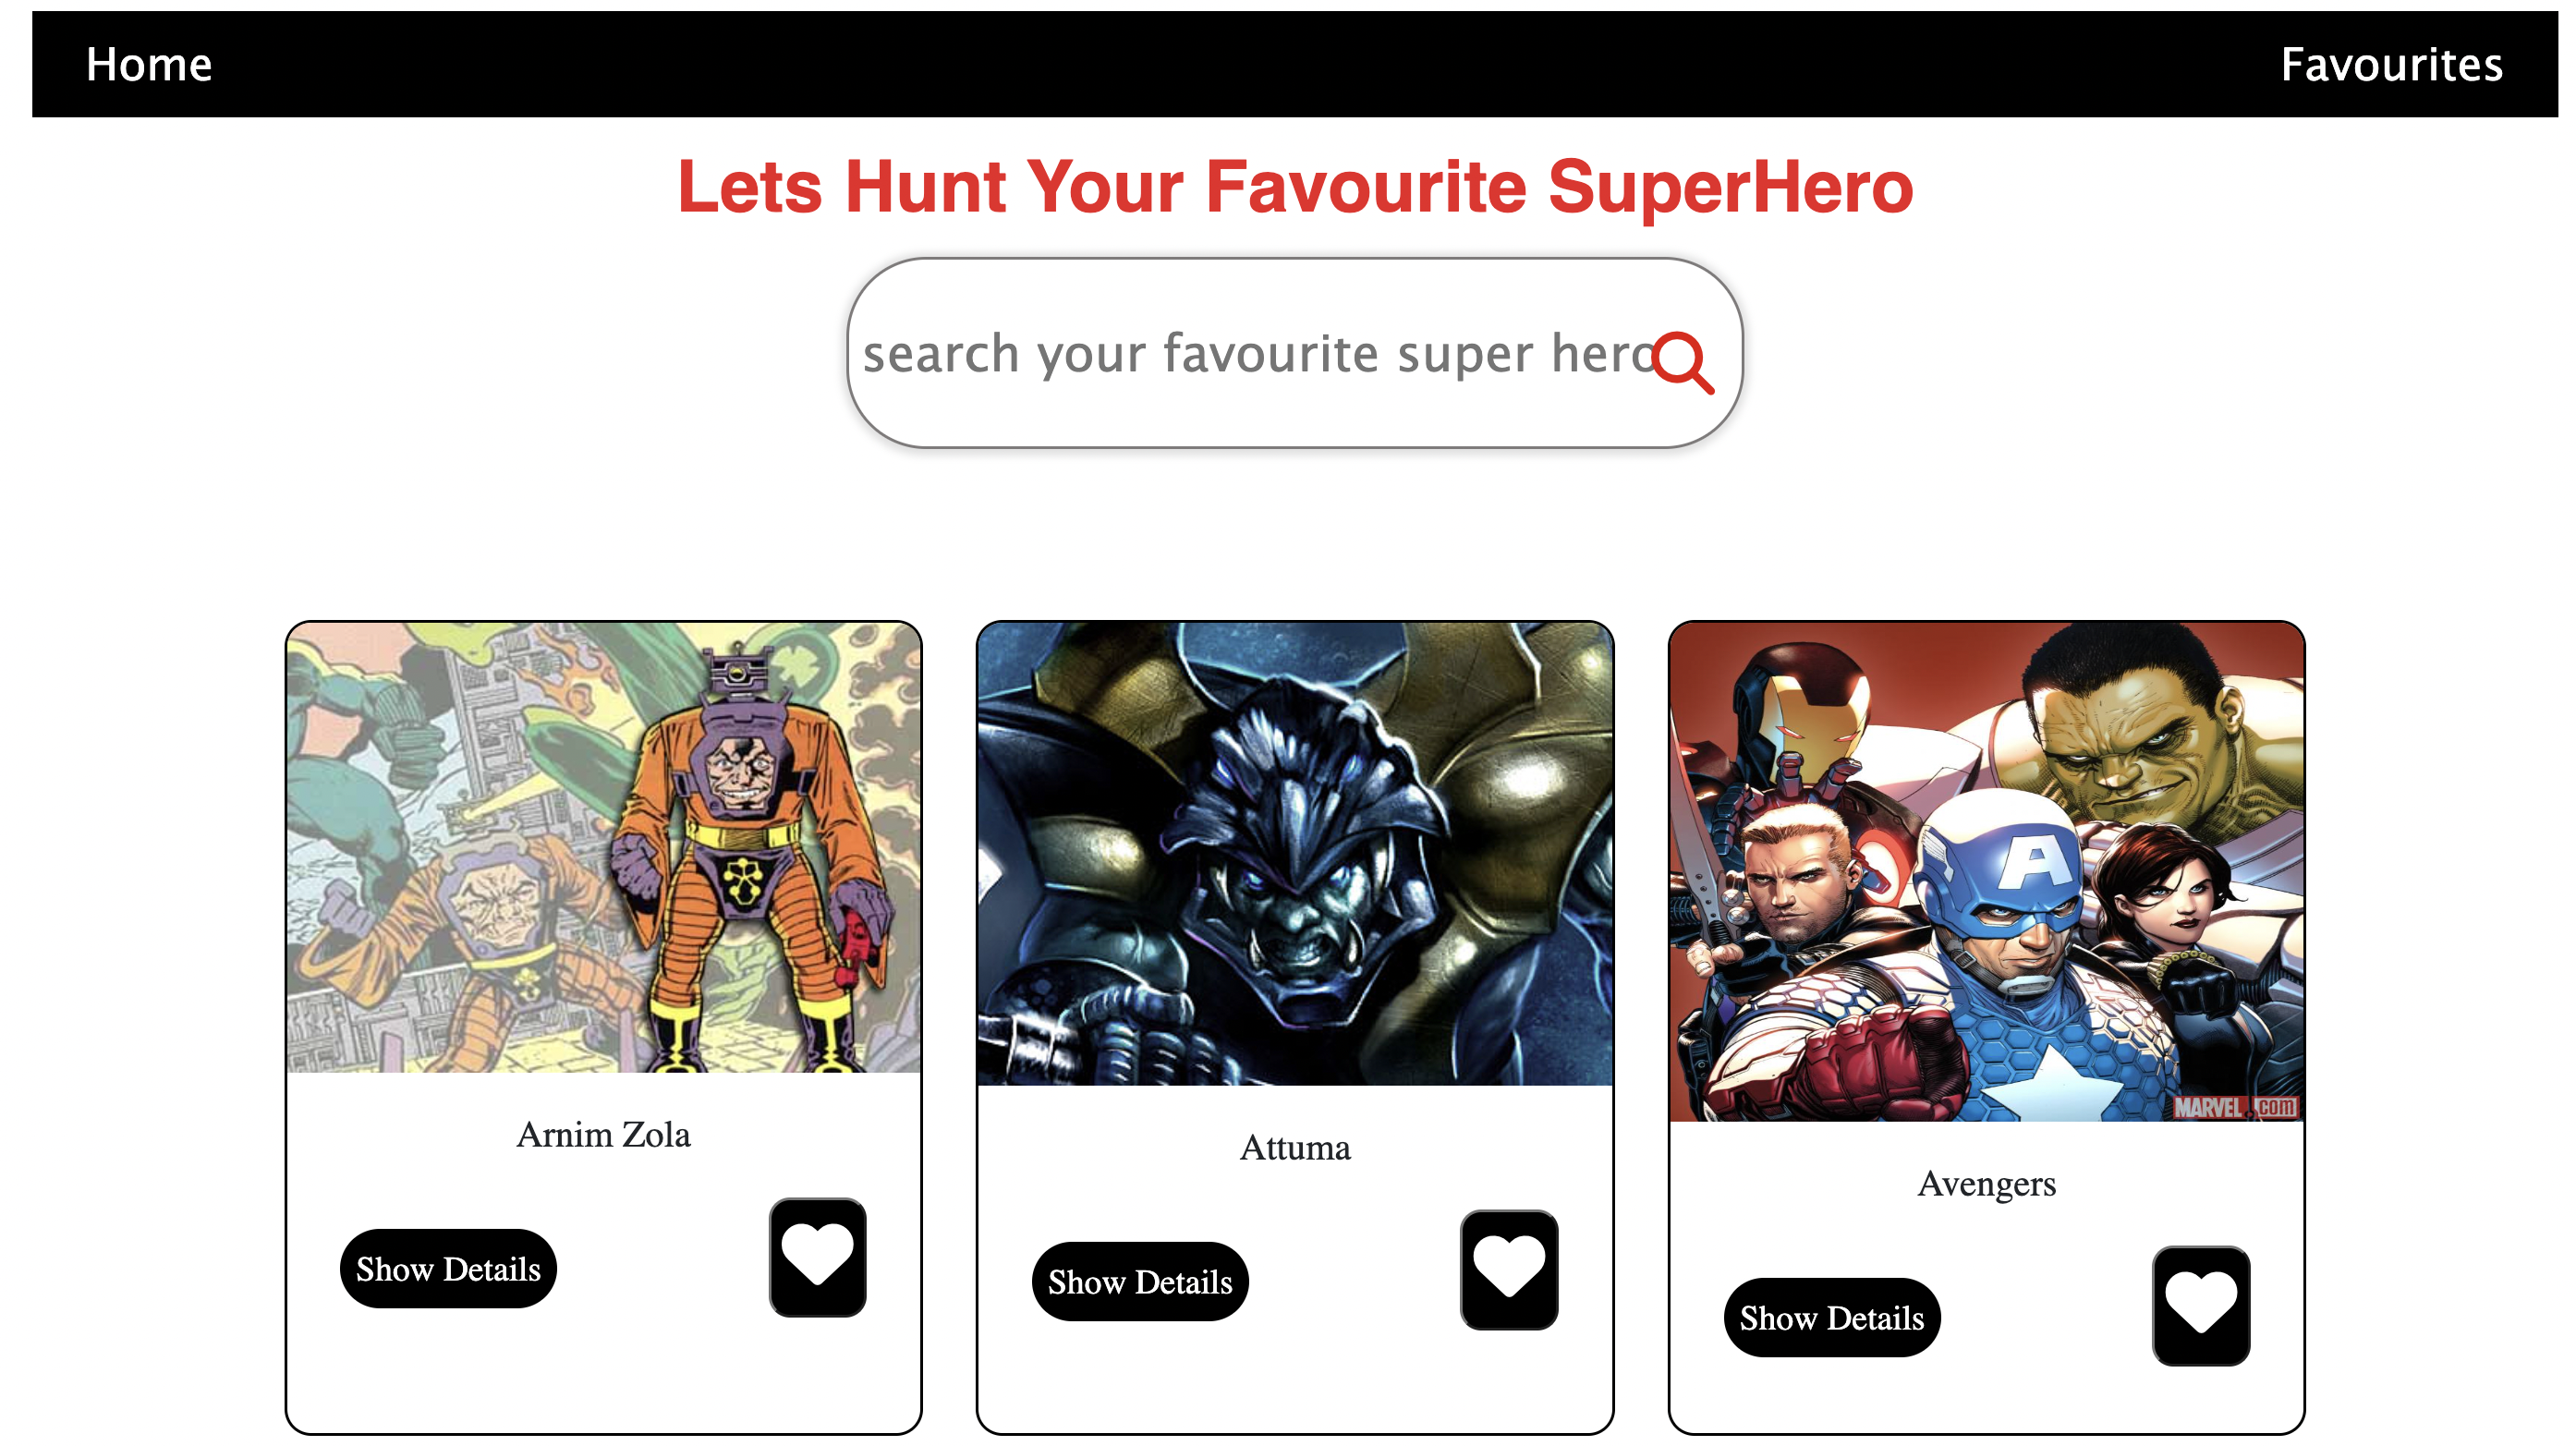 Home
Favourites
Lets Hunt Your Favourite SuperHero
search your favourite super hero
A
MARVEL.com
Arnim Zola
Attuma
Avengers
Show Details
Show Details
Show Details